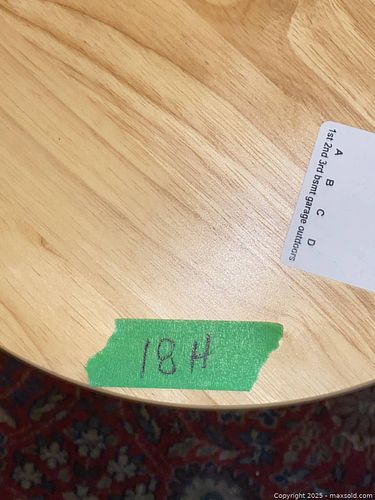 A B C D
1st 2nd 3rd bsmt garage outdoors
18H
Copyright 2025 - maxsold.com